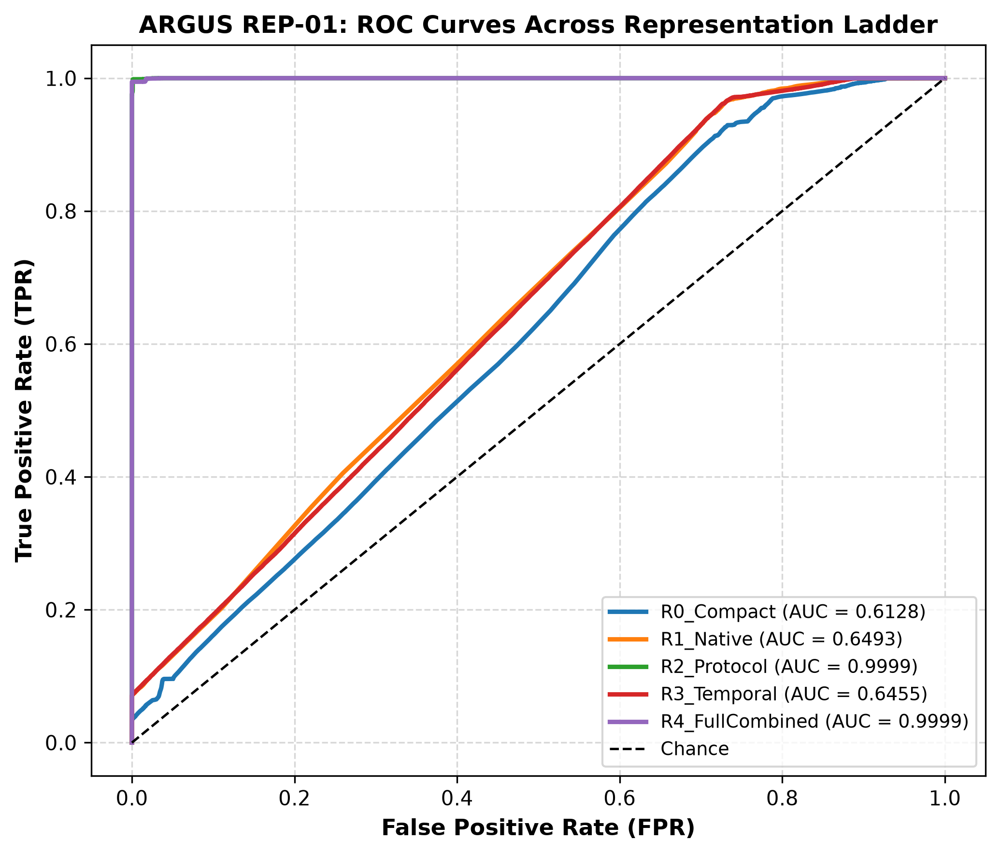 ARGUS REP-01: ROC Curves Across Representation Ladder
True Positive Rate (TPR)
1.0
0.8
0.6
0.4
0.2
0.0
R0_Compact (AUC = 0.6128)
R1_Native (AUC = 0.6493)
R2_Protocol (AUC = 0.9999)
R3_Temporal (AUC = 0.6455)
R4_FullCombined (AUC = 0.9999)
Chance
0.0 0.2 0.4 0.6 0.8 1.0
False Positive Rate (FPR)